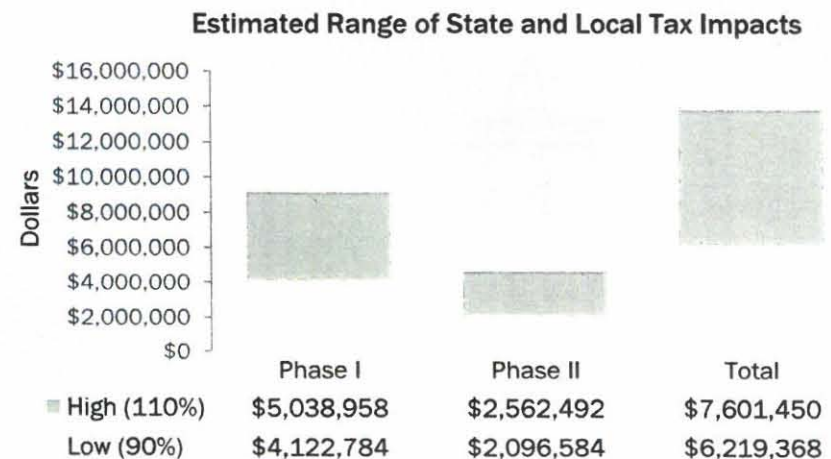 Estimated Range of State and Local Tax Impacts
$16,000,000
$14,000,000
$12,000,000
$10,000,000
$8,000,000
$6,000,000
$4,000,000
$2,000,000
$0
Dollars
Phase I Phase II Total
High (110%) $5,038,958 $2,562,492 $7,601,450
Low (90%) $4,122,784 $2,096,584 $6,219,368